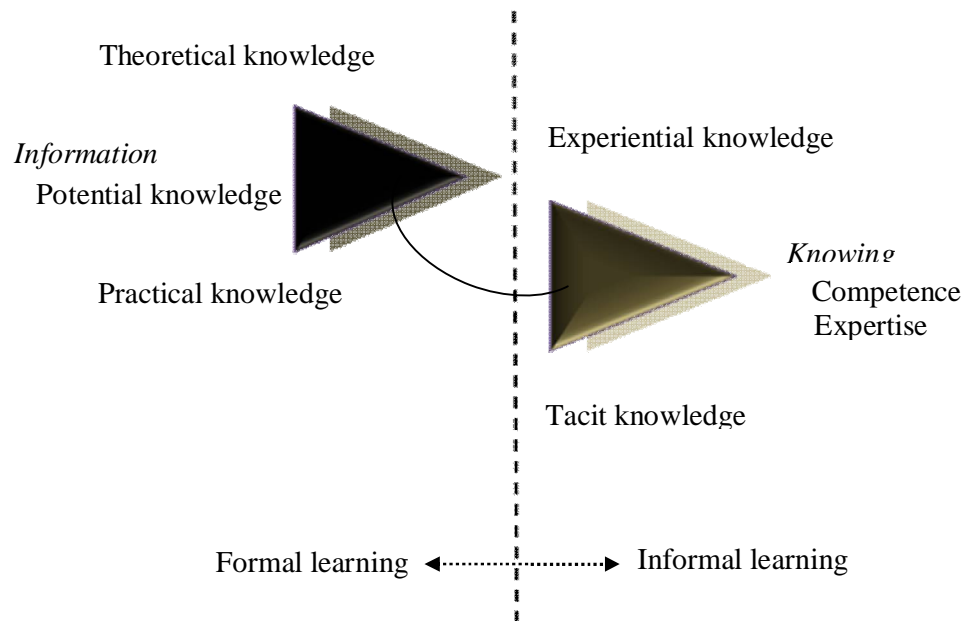 Theoretical knowledge
Experiential knowledge
Information
Potential knowledge
Knowing
Practical knowledge
Competence
Expertise
Tacit knowledge
Formal learning
Informal learning